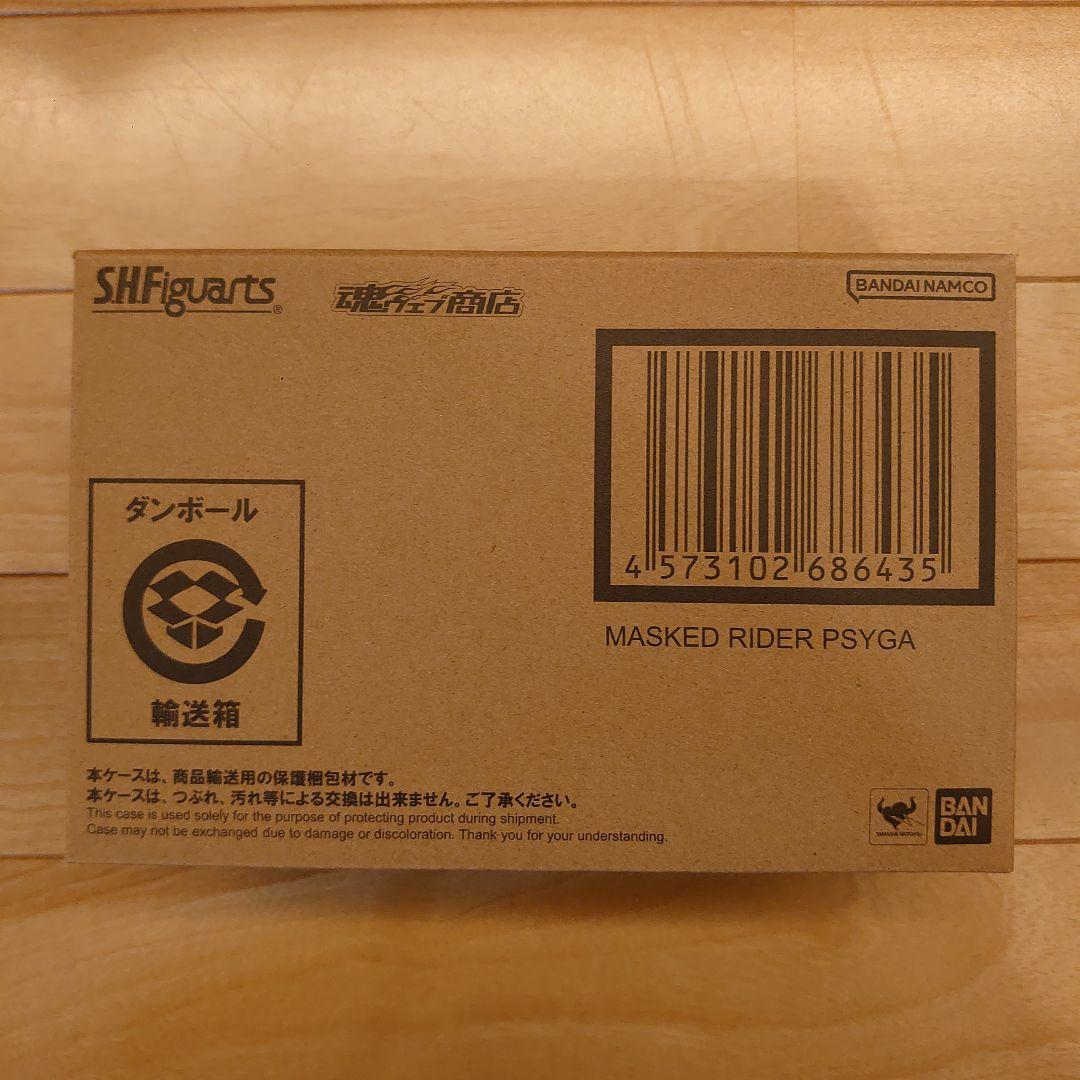 S.H.Figuarts®
魂ウェブ商店
BANDAI NAMCO
4 573102 686435
MASKED RIDER PSYGA
ダンボール
輸送箱
本ケースは、商品輸送用の保護梱包材です。
本ケースは、つぶれ、汚れ等による交換は出来ません。ご了承ください。
This case is used solely for the purpose of protecting product during shipment.
Case may not be exchanged due to damage or discoloration. Thank you for your understanding.
TAMASHII NATIONS
BAN
DAI